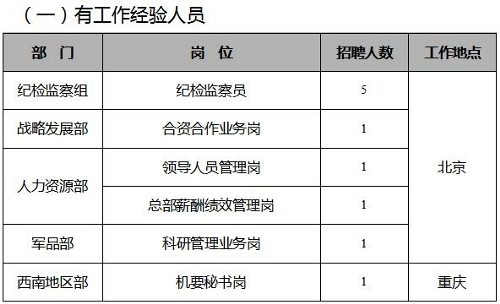 （一）有工作经验人员
部 门 岗 位 招聘人数 工作地点
纪检监察组 纪检监察员 5 北京
战略发展部 合资合作业务岗 1
人力资源部 领导人员管理岗 1
总部薪酬绩效管理岗 1
军品部 科研管理业务岗 1
西南地区部 机要秘书岗 1 重庆